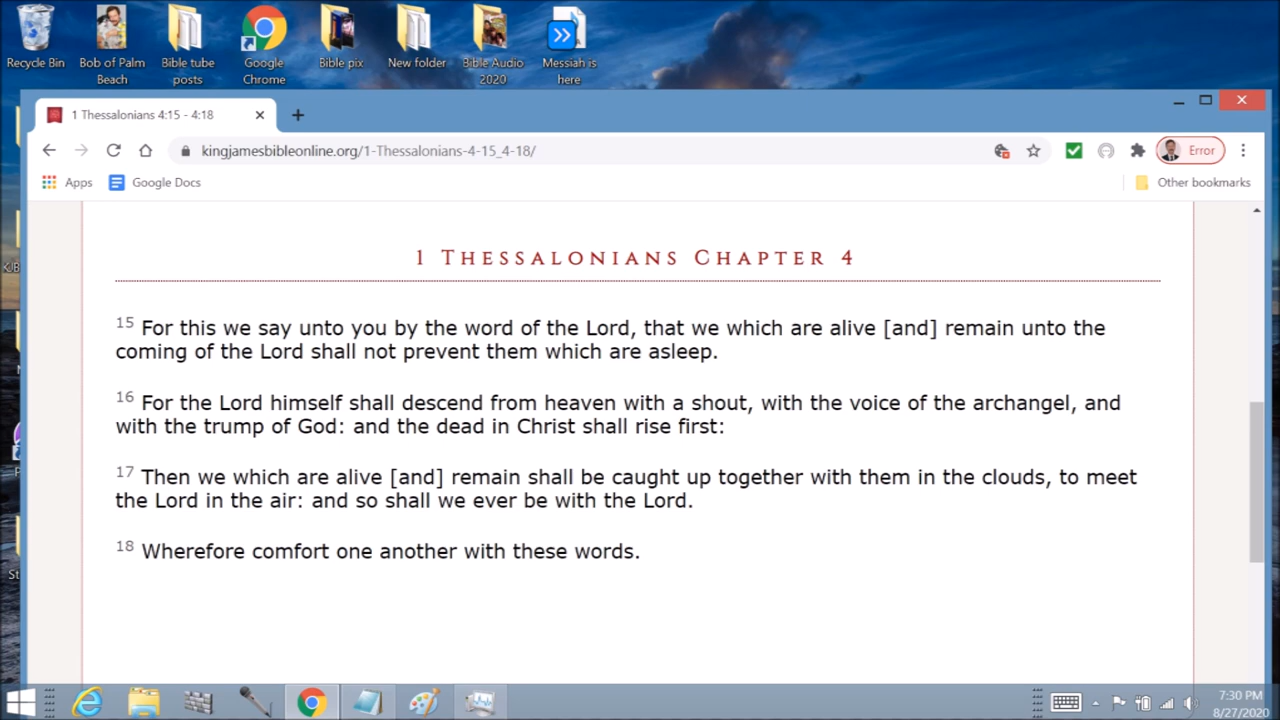 Recycle Bin
Bob of Palm Beach
Bible tube posts
Google Chrome
Bible pix
New folder
Bible Audio 2020
Messiah is here
1 Thessalonians 4:15 - 4:18
kingjamesbibleonline.org/1-Thessalonians-4-15_4-18/
Error
Apps
Google Docs
Other bookmarks
1 Thessalonians Chapter 4
15 For this we say unto you by the word of the Lord, that we which are alive [and] remain unto the
coming of the Lord shall not prevent them which are asleep.
16 For the Lord himself shall descend from heaven with a shout, with the voice of the archangel, and
with the trump of God: and the dead in Christ shall rise first:
17 Then we which are alive [and] remain shall be caught up together with them in the clouds, to meet
the Lord in the air: and so shall we ever be with the Lord.
18 Wherefore comfort one another with these words.
7:30 PM
8/27/2020